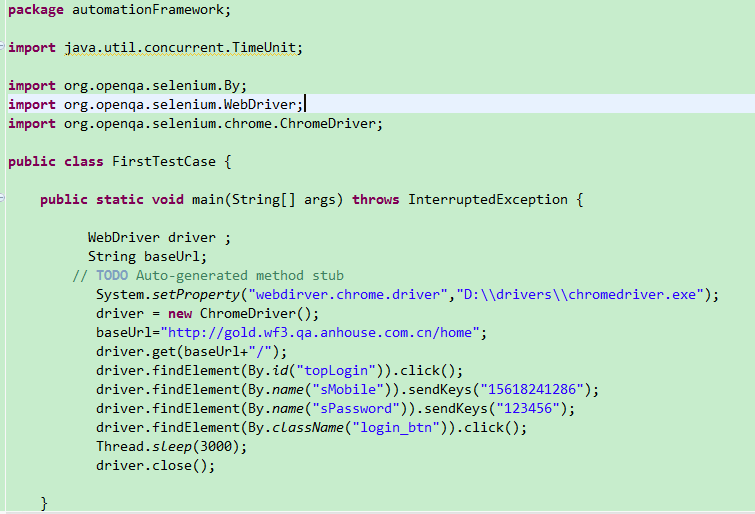 package automationFramework;
import java.util.concurrent.TimeUnit;
import org.openqa.selenium.By;
import org.openqa.selenium.WebDriver;
import org.openqa.selenium.chrome.ChromeDriver;
public class FirstTestCase {
public static void main(String[] args) throws InterruptedException {
WebDriver driver ;
String baseUrl;
// TODO Auto-generated method stub
System.setProperty("webdirver.chrome.driver","D:\\drivers\\chromedriver.exe");
driver = new ChromeDriver();
baseUrl="http://gold.wf3.qa.anhouse.com.cn/home";
driver.get(baseUrl+"/");
driver.findElement(By.id("topLogin")).click();
driver.findElement(By.name("sMobile")).sendKeys("15618241286");
driver.findElement(By.name("sPassword")).sendKeys("123456");
driver.findElement(By.className("login_btn")).click();
Thread.sleep(3000);
driver.close();
}